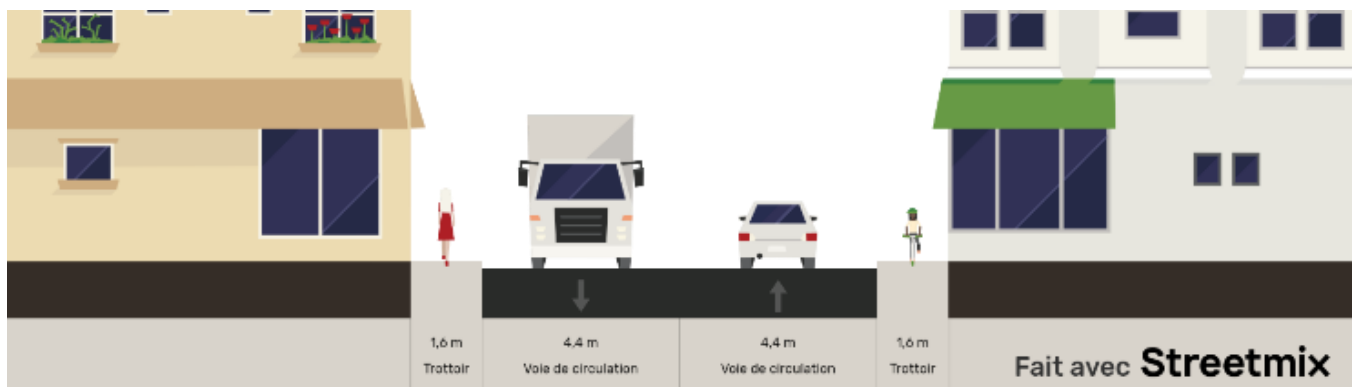 1,6 m
Trottoir
4,4 m
Voie de circulation
4,4 m
Voie de circulation
1,6 m
Trottoir
Fait avec Streetmix